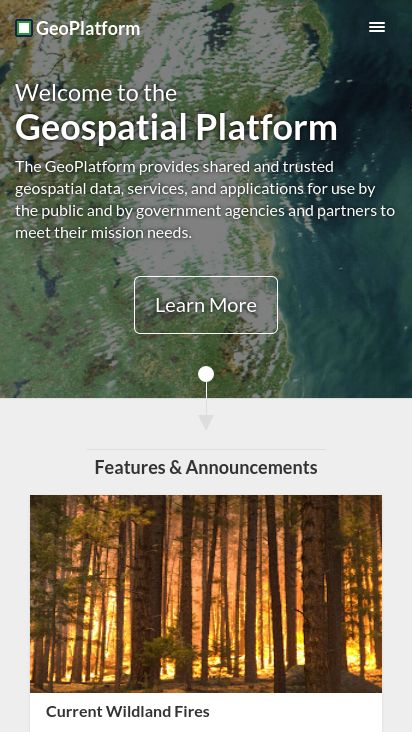 GeoPlatform
Welcome to the
Geospatial Platform
The GeoPlatform provides shared and trusted
geospatial data, services, and applications for use by
the public and by government agencies and partners to
meet their mission needs.
Learn More
Features & Announcements
Current Wildland Fires